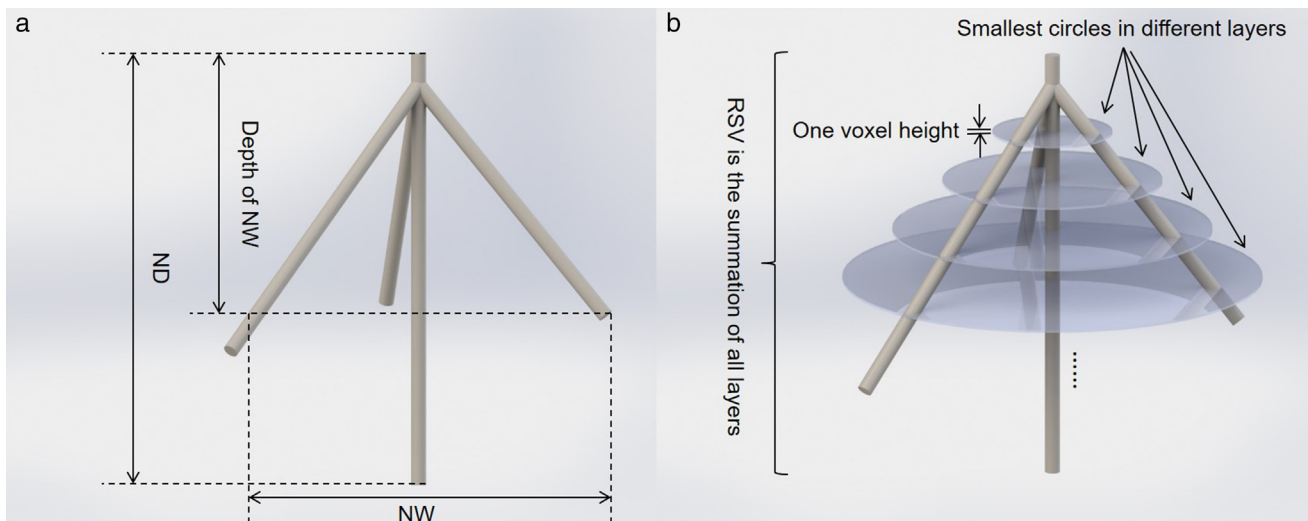 a
Depth of NW
ND
NW
b
Smallest circles in different layers
One voxel height
RSV is the summation of all layers
......